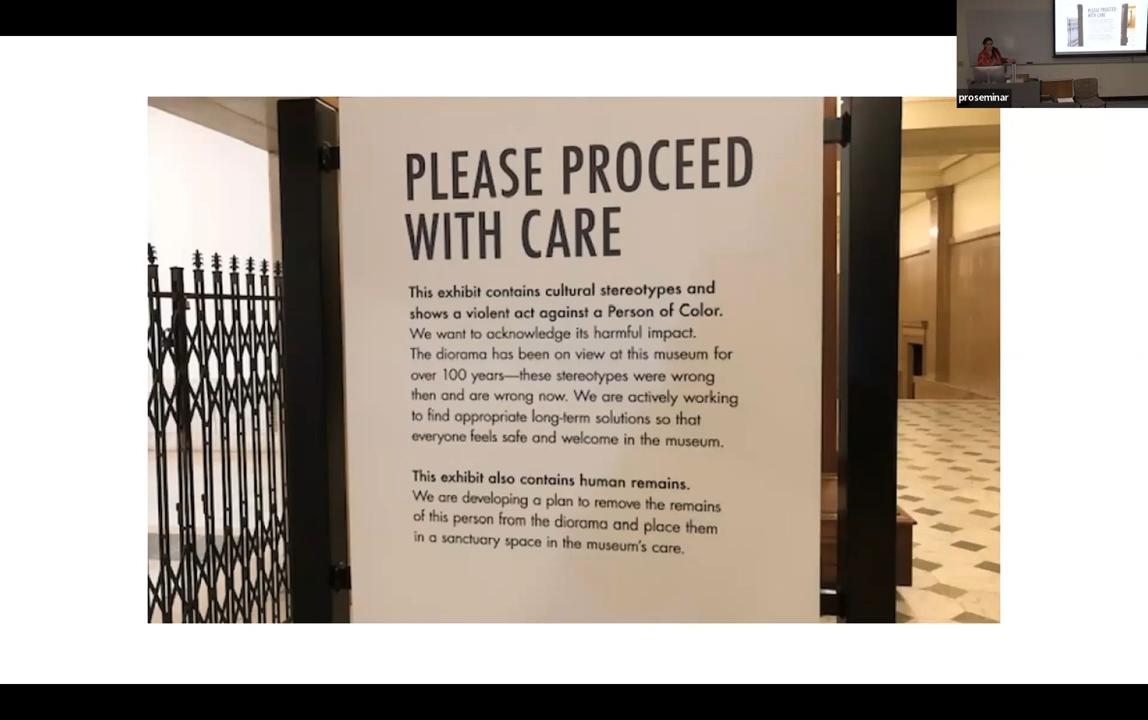 PLEASE PROCEED
WITH CARE
This exhibit contains cultural stereotypes and
shows a violent act against a Person of Color.
We want to acknowledge its harmful impact.
The diorama has been on view at this museum for
over 100 years—these stereotypes were wrong
then and are wrong now. We are actively working
to find appropriate long-term solutions so that
everyone feels safe and welcome in the museum.
This exhibit also contains human remains.
We are developing a plan to remove the remains
of this person from the diorama and place them
in a sanctuary space in the museum's care.
PLEASE PROCEED
WITH CARE
proseminar